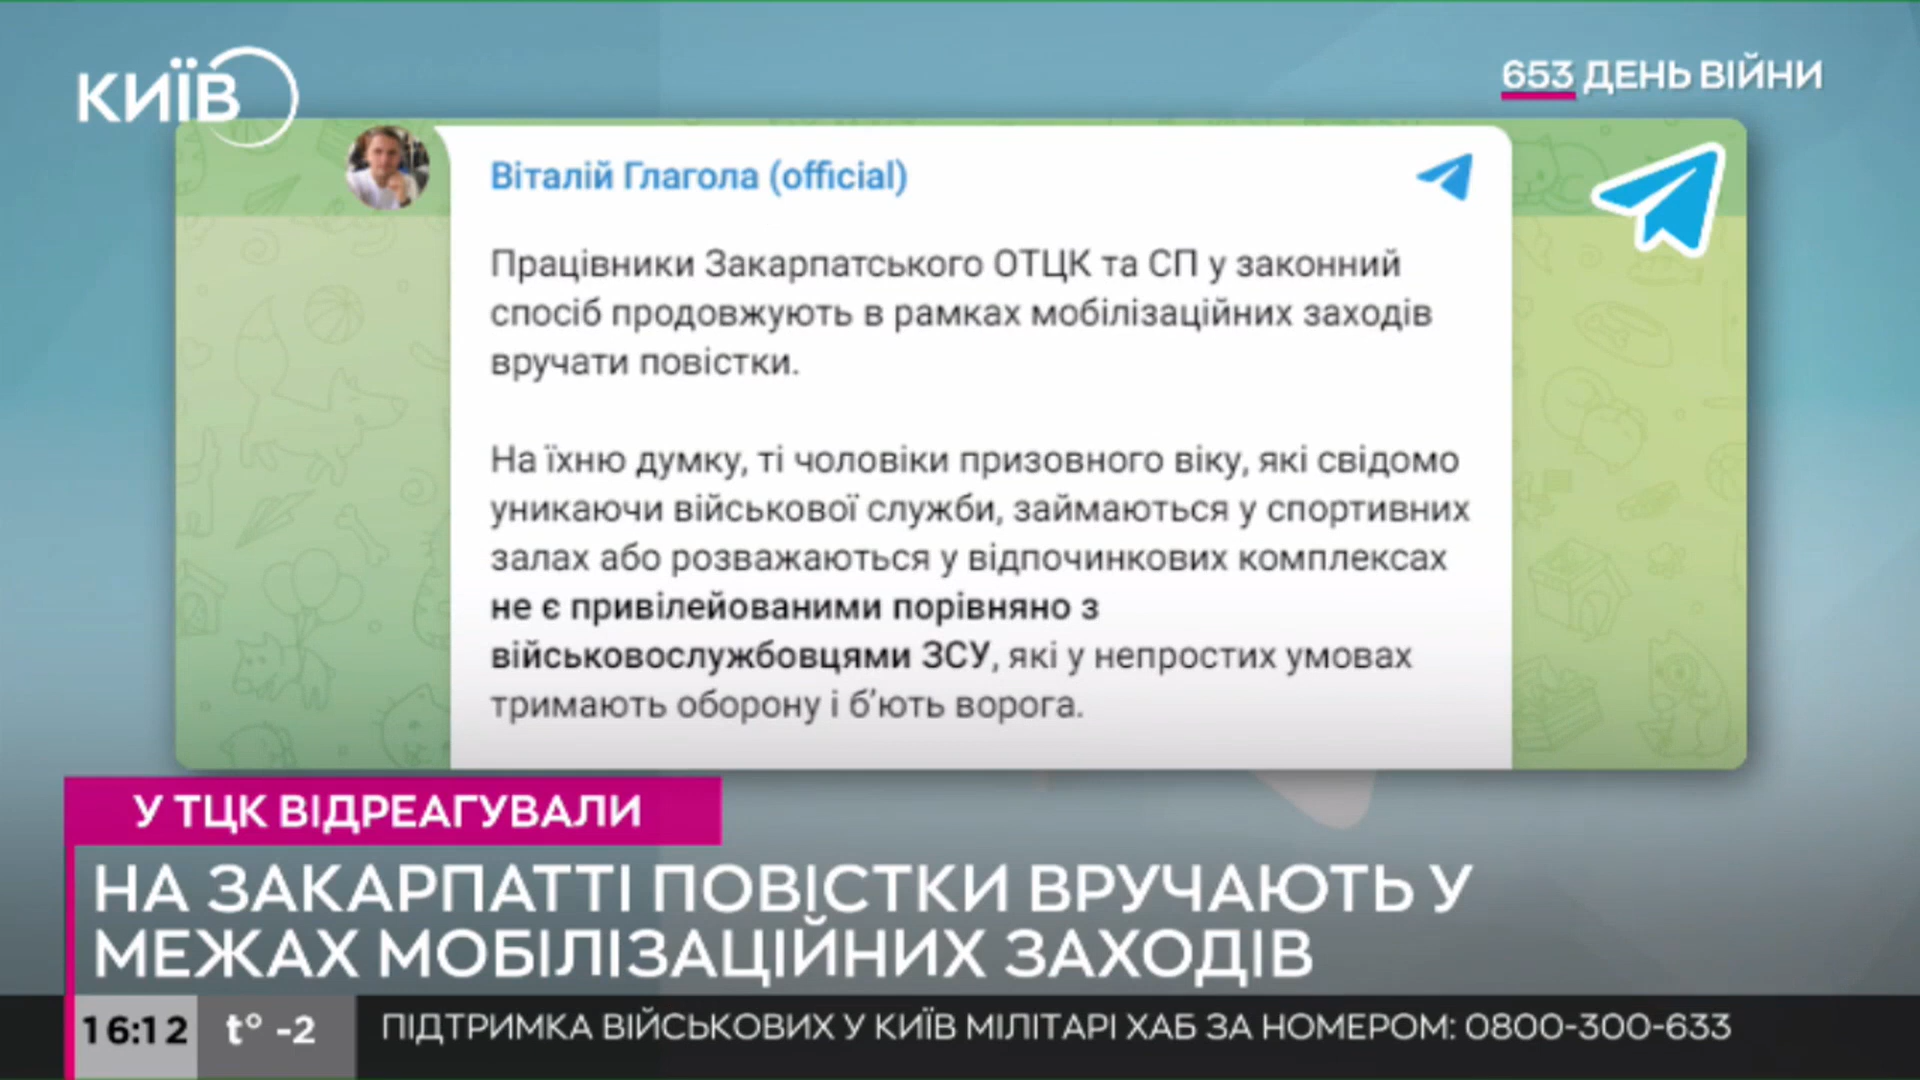 КИЇВ
653 ДЕНЬ ВІЙНИ
Віталій Глагола (official)
Працівники Закарпатського ОТЦК та СП у законний
спосіб продовжують в рамках мобілізаційних заходів
вручати повістки.
На їхню думку, ті чоловіки призовного віку, які свідомо
уникаючи військової служби, займаються у спортивних
залах або розважаються у відпочинкових комплексах
не є привілейованими порівняно з
військовослужбовцями ЗСУ, які у непростих умовах
тримають оборону і б’ють ворога.
У ТЦК ВІДРЕАГУВАЛИ
НА ЗАКАРПАТТІ ПОВІСТКИ ВРУЧАЮТЬ У
МЕЖАХ МОБІЛІЗАЦІЙНИХ ЗАХОДІВ
16:12 t° -2 ПІДТРИМКА ВІЙСЬКОВИХ У КИЇВ МІЛІТАРІ ХАБ ЗА НОМЕРОМ: 0800-300-633